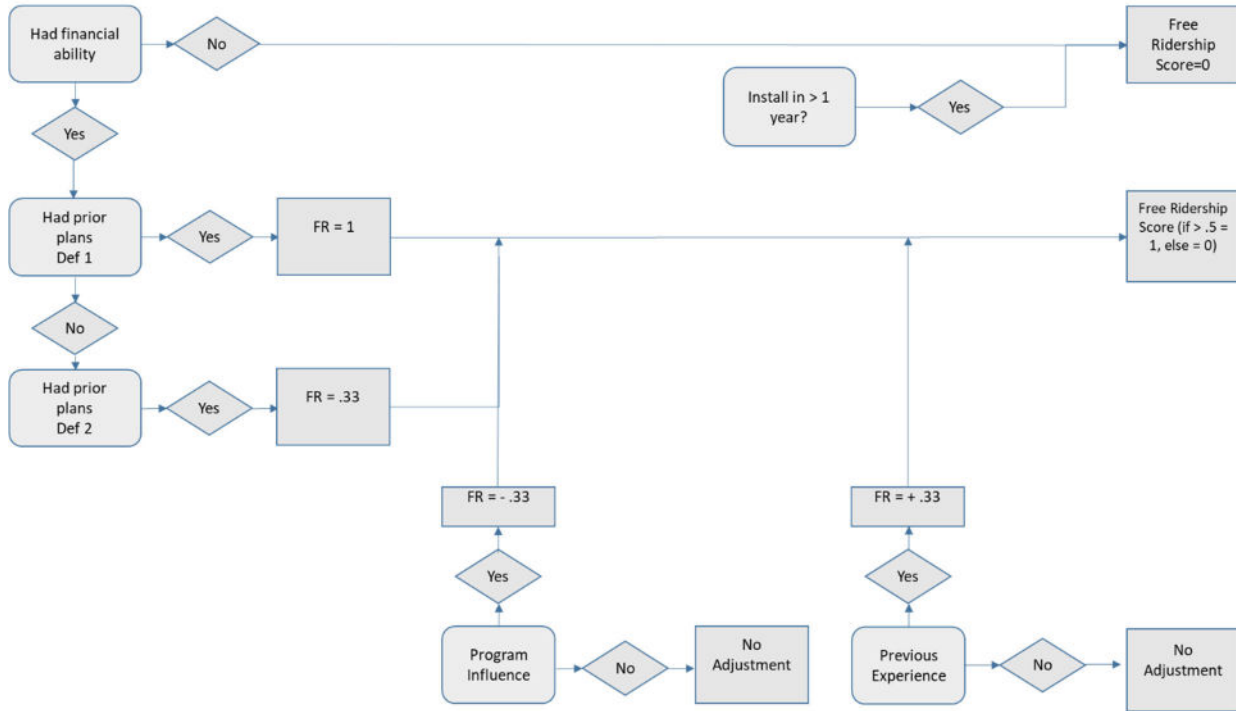 Had financial
ability
No
Free
Ridership
Score=0
Install in > 1
year?
Yes
Yes
Had prior
plans
Def 1
Yes
FR = 1
Free Ridership
Score (if > .5 =
1, else = 0)
No
Had prior
plans
Def 2
Yes
FR = .33
FR = - .33
FR = + .33
Yes
Yes
Program
Influence
No
No
Adjustment
Previous
Experience
No
No
Adjustment